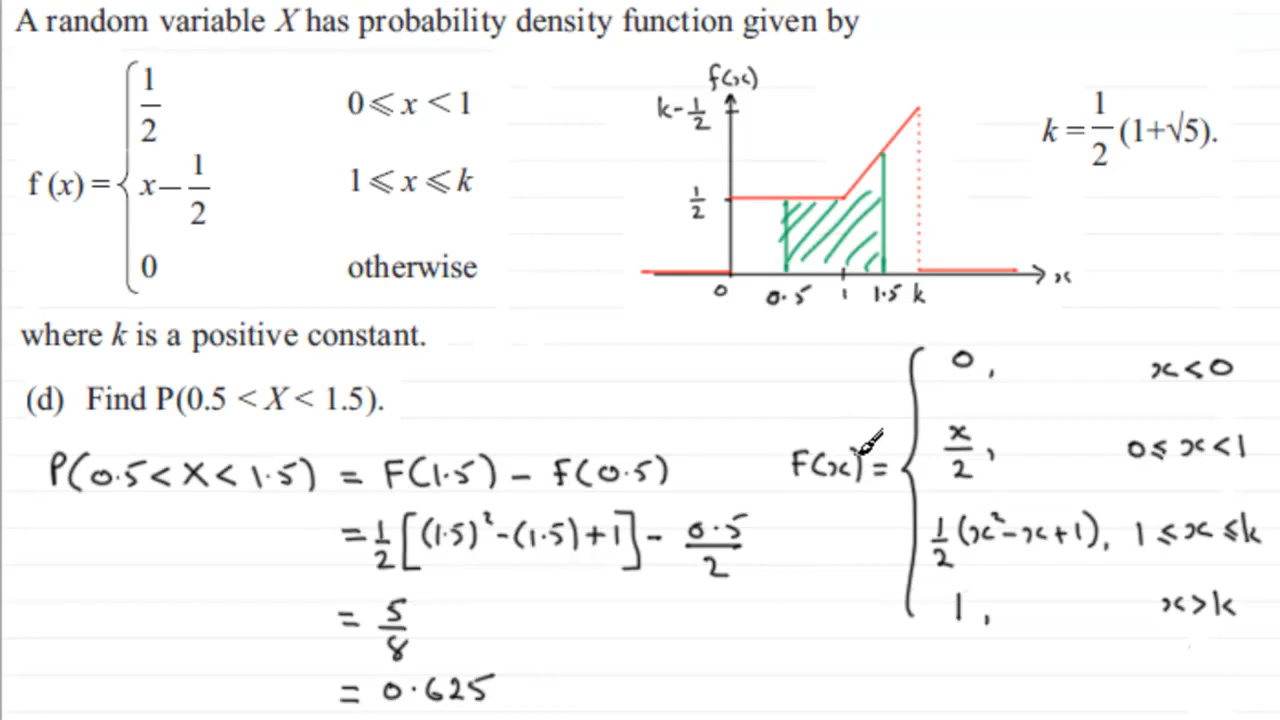 A random variable X has probability density function given by
f(x) = { 1/2    0 ⩽ x < 1
x − 1/2    1 ⩽ x ⩽ k
0    otherwise
f(x)
k - 1/2
1/2
0 0.5 1 1.5 k x
k = 1/2 (1+√5).
where k is a positive constant.
(d) Find P(0.5 < X < 1.5).
P(0.5 < X < 1.5) = F(1.5) - F(0.5)
= 1/2 [(1.5)² - (1.5) + 1] - 0.5/2
= 5/8
= 0.625
F(x) = { 0, x < 0
x/2, 0 ≤ x < 1
1/2 (x² - x + 1), 1 ≤ x ≤ k
1, x > k